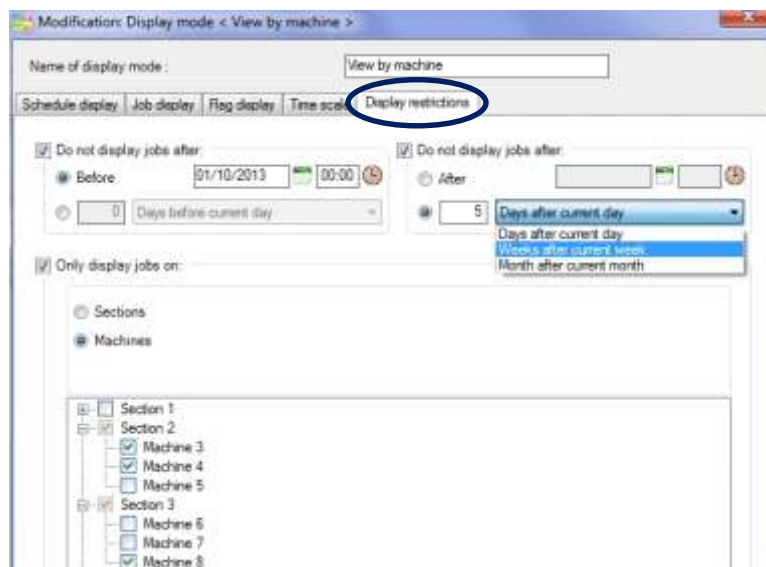 Modification: Display mode < View by machine >
Name of display mode : View by machine
Schedule display Job display Flag display Time scale Display restrictions
Do not display jobs after: Do not display jobs after:
Before 01/10/2013 00:00 After
0 Days before current day 5 Days after current day
Days after current day
Weeks after current week
Month after current month
Only display jobs on:
Sections
Machines
Section 1
Section 2
Machine 3
Machine 4
Machine 5
Section 3
Machine 6
Machine 7
Machine 8